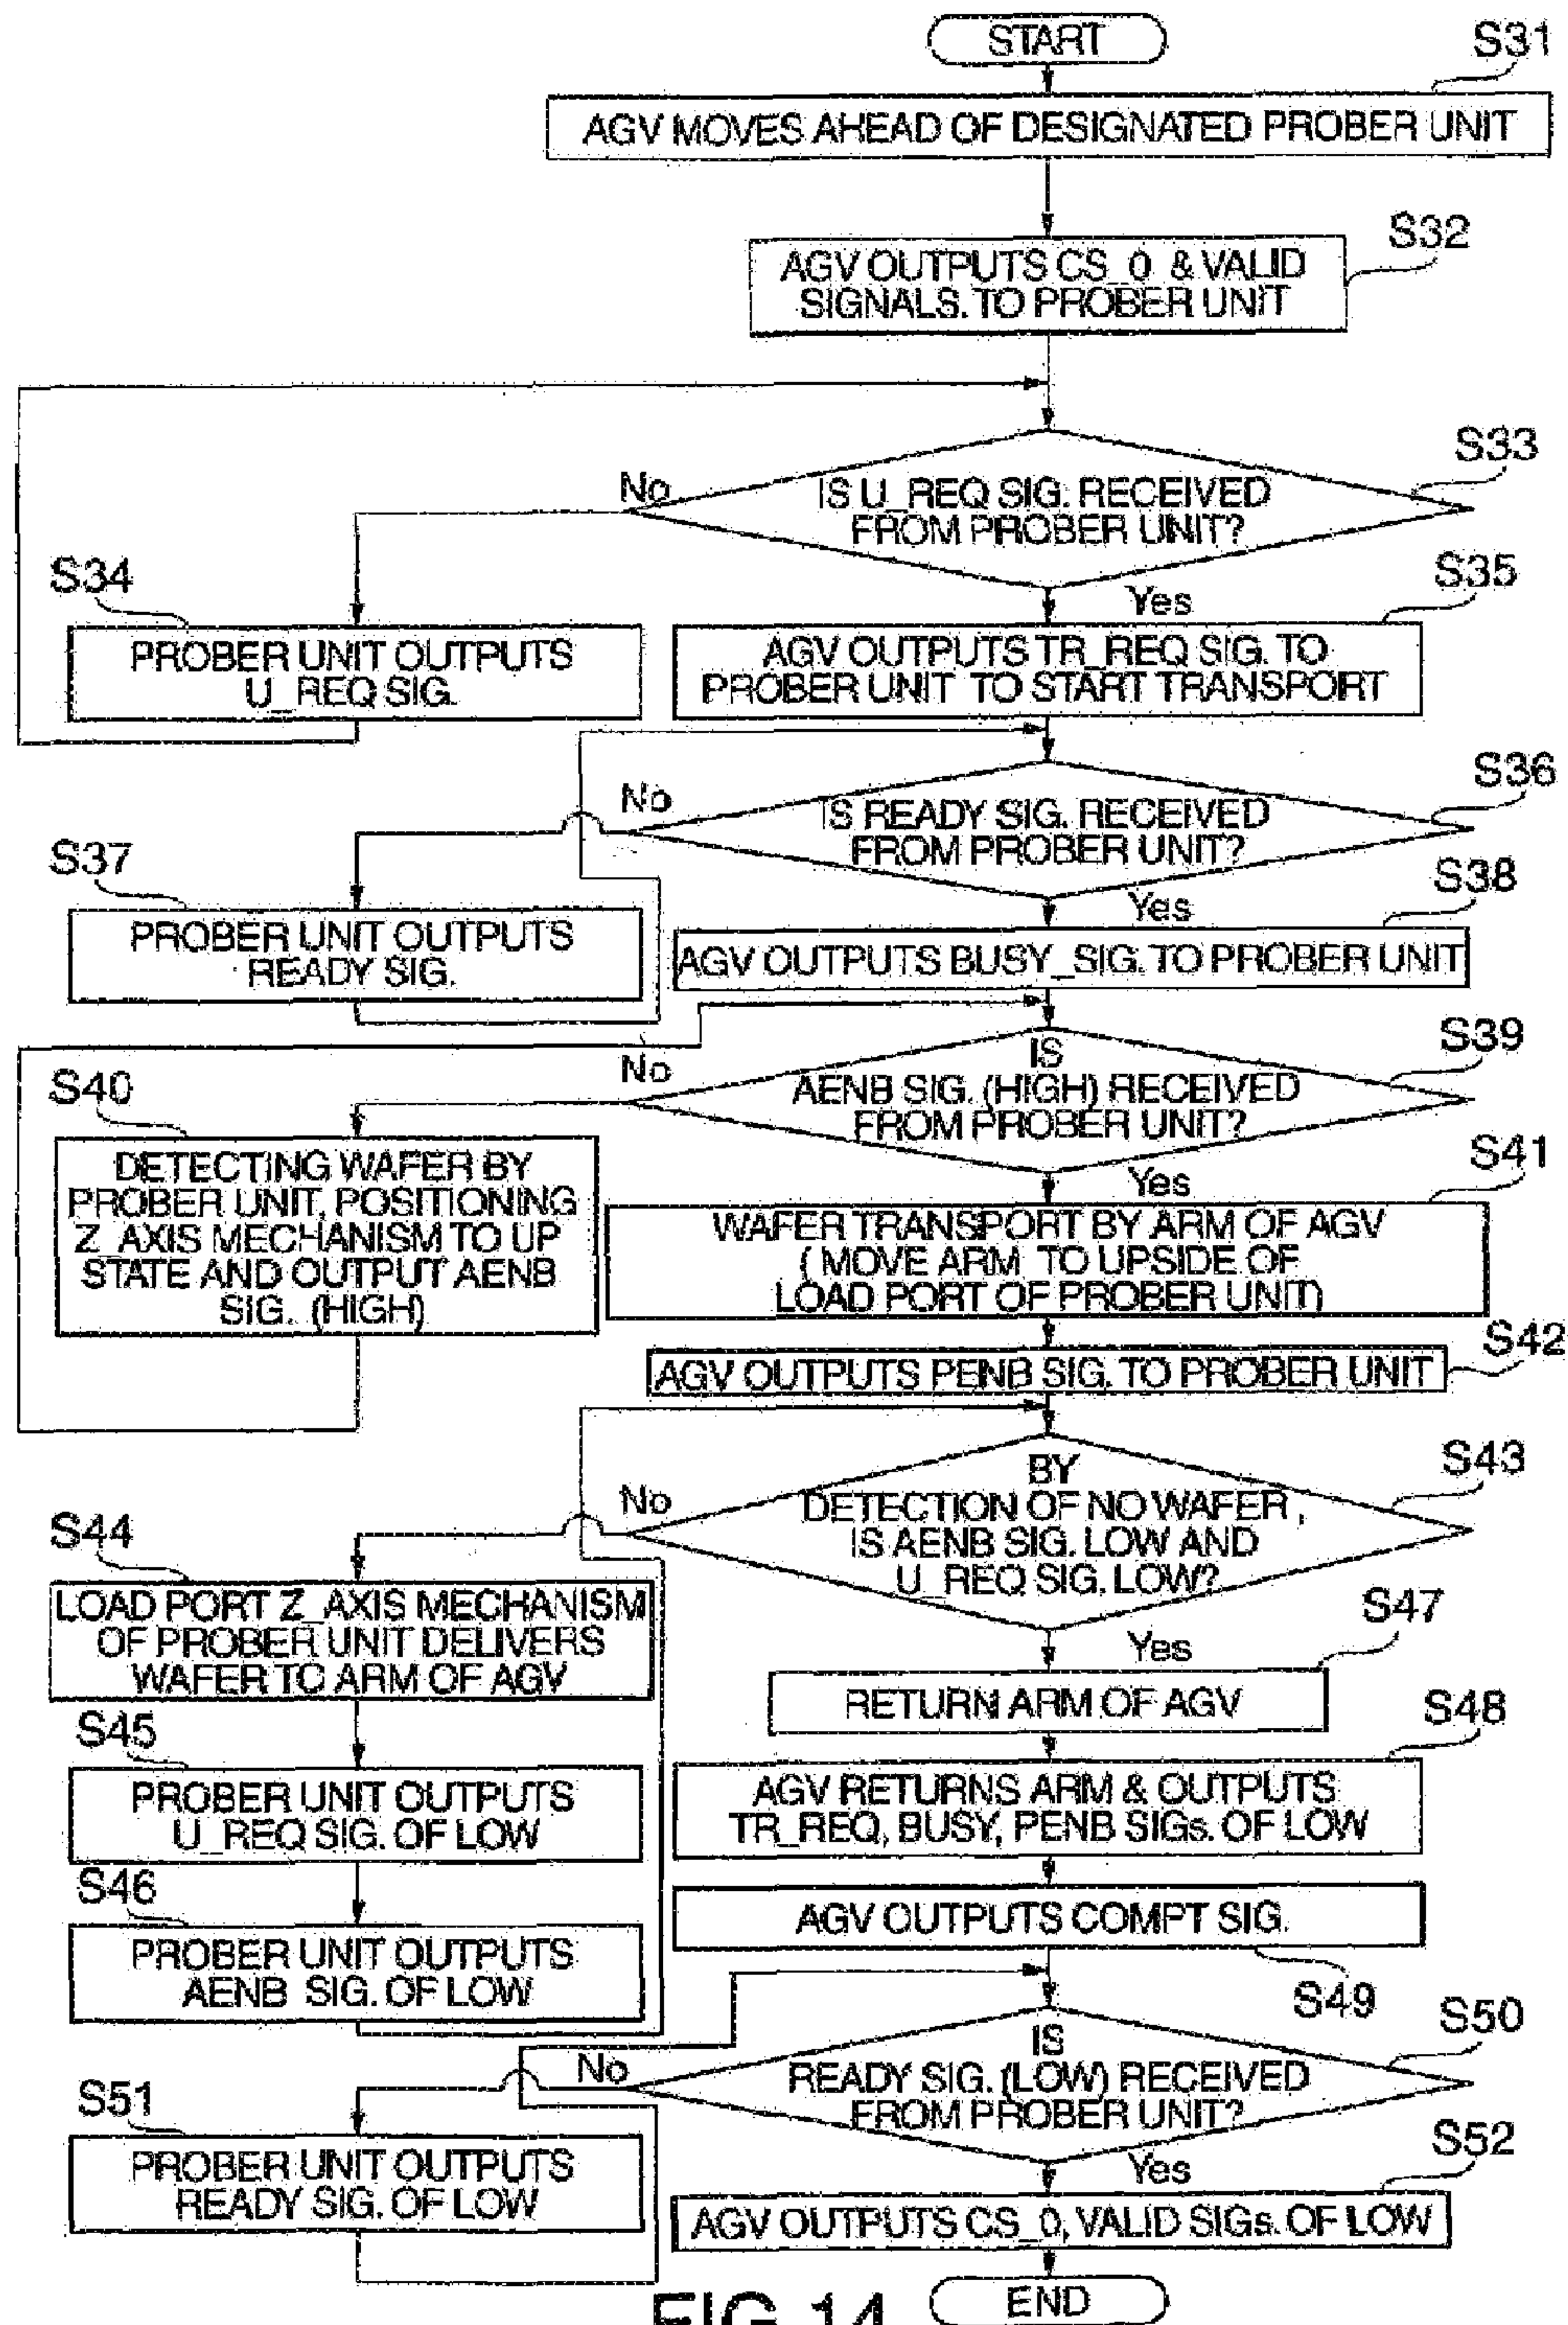 START
S31
AGV MOVES AHEAD OF DESIGNATED PROBER UNIT
S32
AGV OUTPUTS CS_0 & VALID
SIGNALS. TO PROBER UNIT
S33
No
IS U_REQ SIG. RECEIVED
FROM PROBER UNIT?
S34
Yes
S35
PROBER UNIT OUTPUTS
U_REQ SIG.
AGV OUTPUTS TR_REQ SIG. TO
PROBER UNIT TO START TRANSPORT
S36
No
IS READY SIG. RECEIVED
FROM PROBER UNIT?
S37
Yes
S38
PROBER UNIT OUTPUTS
READY SIG.
AGV OUTPUTS BUSY_SIG. TO PROBER UNIT
S39
No
IS
AENB SIG. (HIGH) RECEIVED
FROM PROBER UNIT?
S40
Yes
S41
DETECTING WAFER BY
PROBER UNIT, POSITIONING
Z_AXIS MECHANISM TO UP
STATE AND OUTPUT AENB
SIG. (HIGH)
WAFER TRANSPORT BY ARM OF AGV
( MOVE ARM TO UPSIDE OF
LOAD PORT OF PROBER UNIT)
S42
AGV OUTPUTS PENB SIG. TO PROBER UNIT
S43
No
BY
DETECTION OF NO WAFER ,
IS AENB SIG. LOW AND
U_REQ SIG. LOW?
S44
LOAD PORT Z_AXIS MECHANISM
OF PROBER UNIT DELIVERS
WAFER TO ARM OF AGV
Yes
S47
RETURN ARM OF AGV
S45
PROBER UNIT OUTPUTS
U_REQ SIG. OF LOW
S48
AGV RETURNS ARM & OUTPUTS
TR_REQ, BUSY, PENB SIGs. OF LOW
S46
PROBER UNIT OUTPUTS
AENB SIG. OF LOW
AGV OUTPUTS COMPT SIG.
S49
S50
No
IS
READY SIG. (LOW) RECEIVED
FROM PROBER UNIT?
S51
PROBER UNIT OUTPUTS
READY SIG. OF LOW
Yes
S52
AGV OUTPUTS CS_0, VALID SIGs. OF LOW
END
FIG. 14